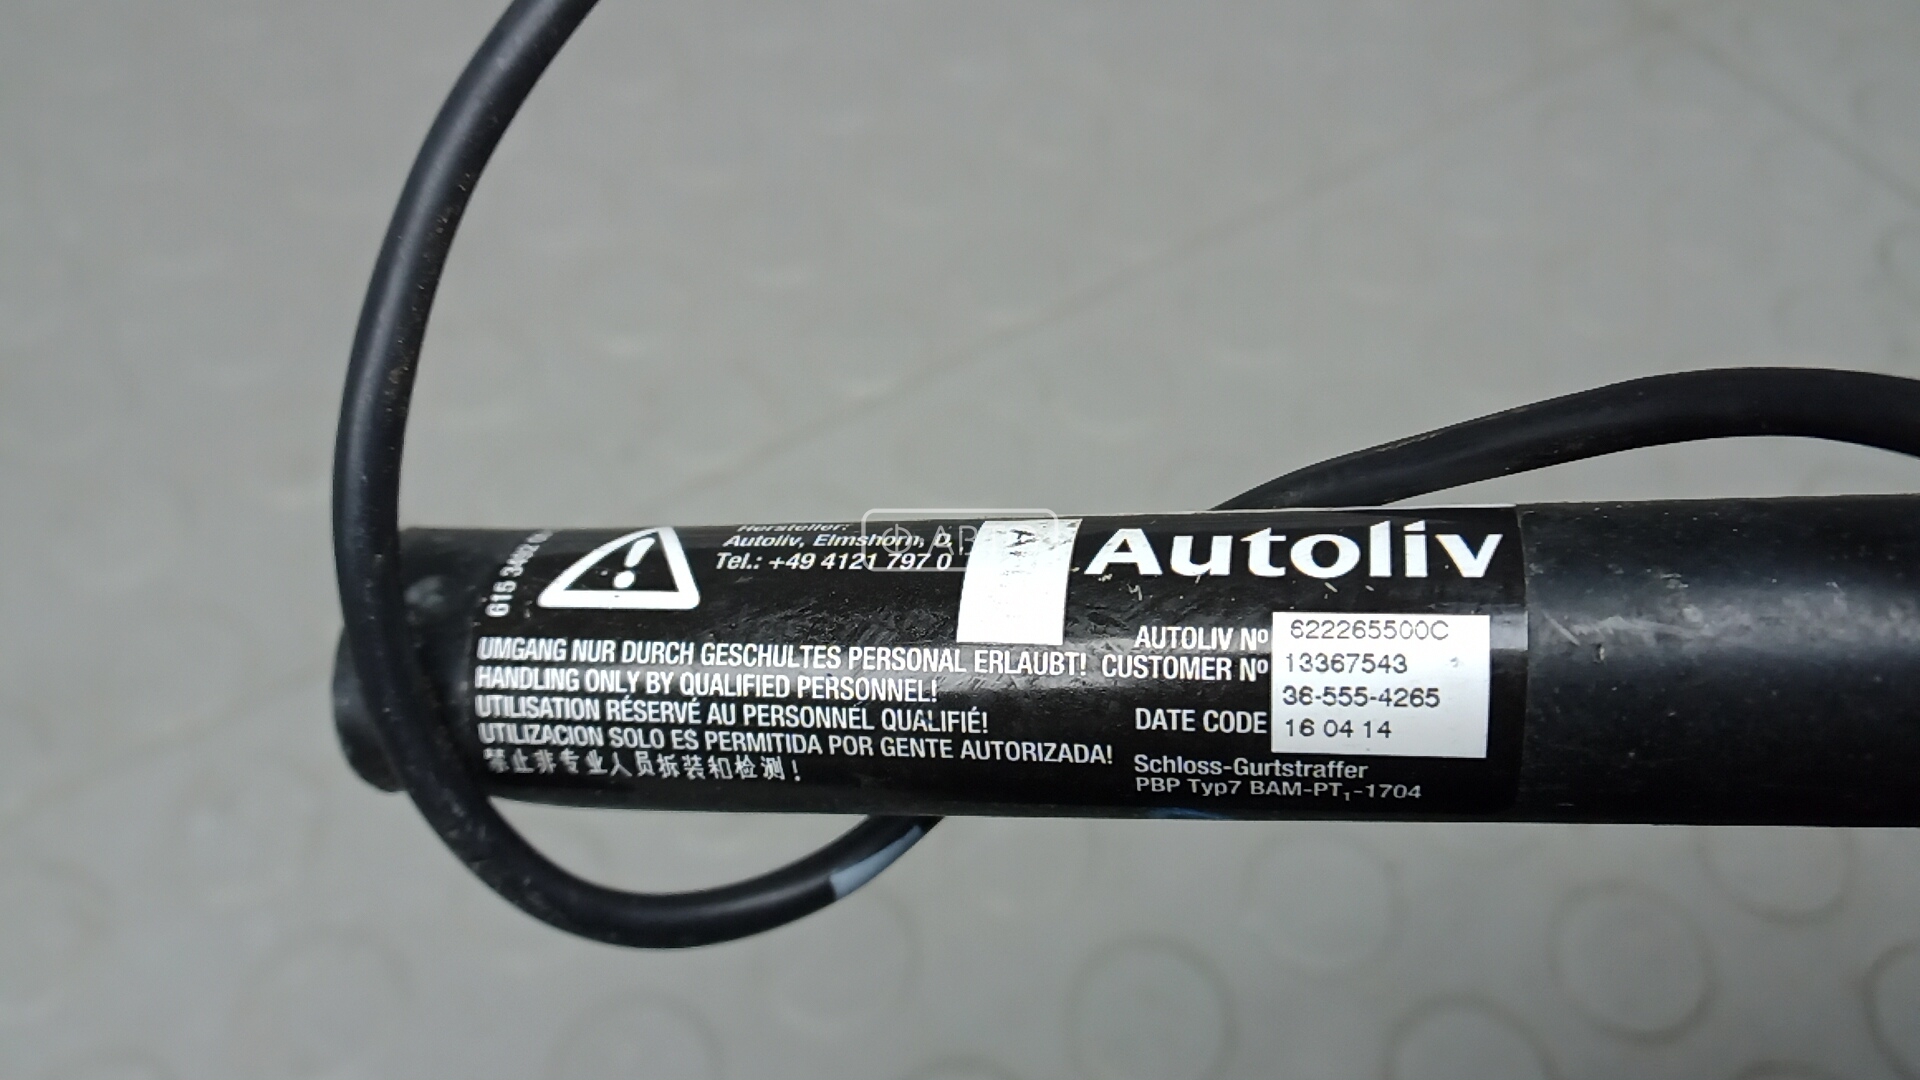 Hersteller:
Autoliv, Elmshorn, D.
Tel.: +49 4121 797 0
Autoliv
615 3462
UMGANG NUR DURCH GESCHULTES PERSONAL ERLAUBT!
HANDLING ONLY BY QUALIFIED PERSONNEL!
UTILISATION RÉSERVÉ AU PERSONNEL QUALIFIÉ!
UTILIZACION SOLO ES PERMITIDA POR GENTE AUTORIZADA!
禁止非专业人员拆装和检测!
AUTOLIV Nº 622265500C
CUSTOMER Nº 13367543
36-555-4265
DATE CODE 16 04 14
Schloss-Gurtstraffer
PBP Typ7 BAM-PT₁-1704